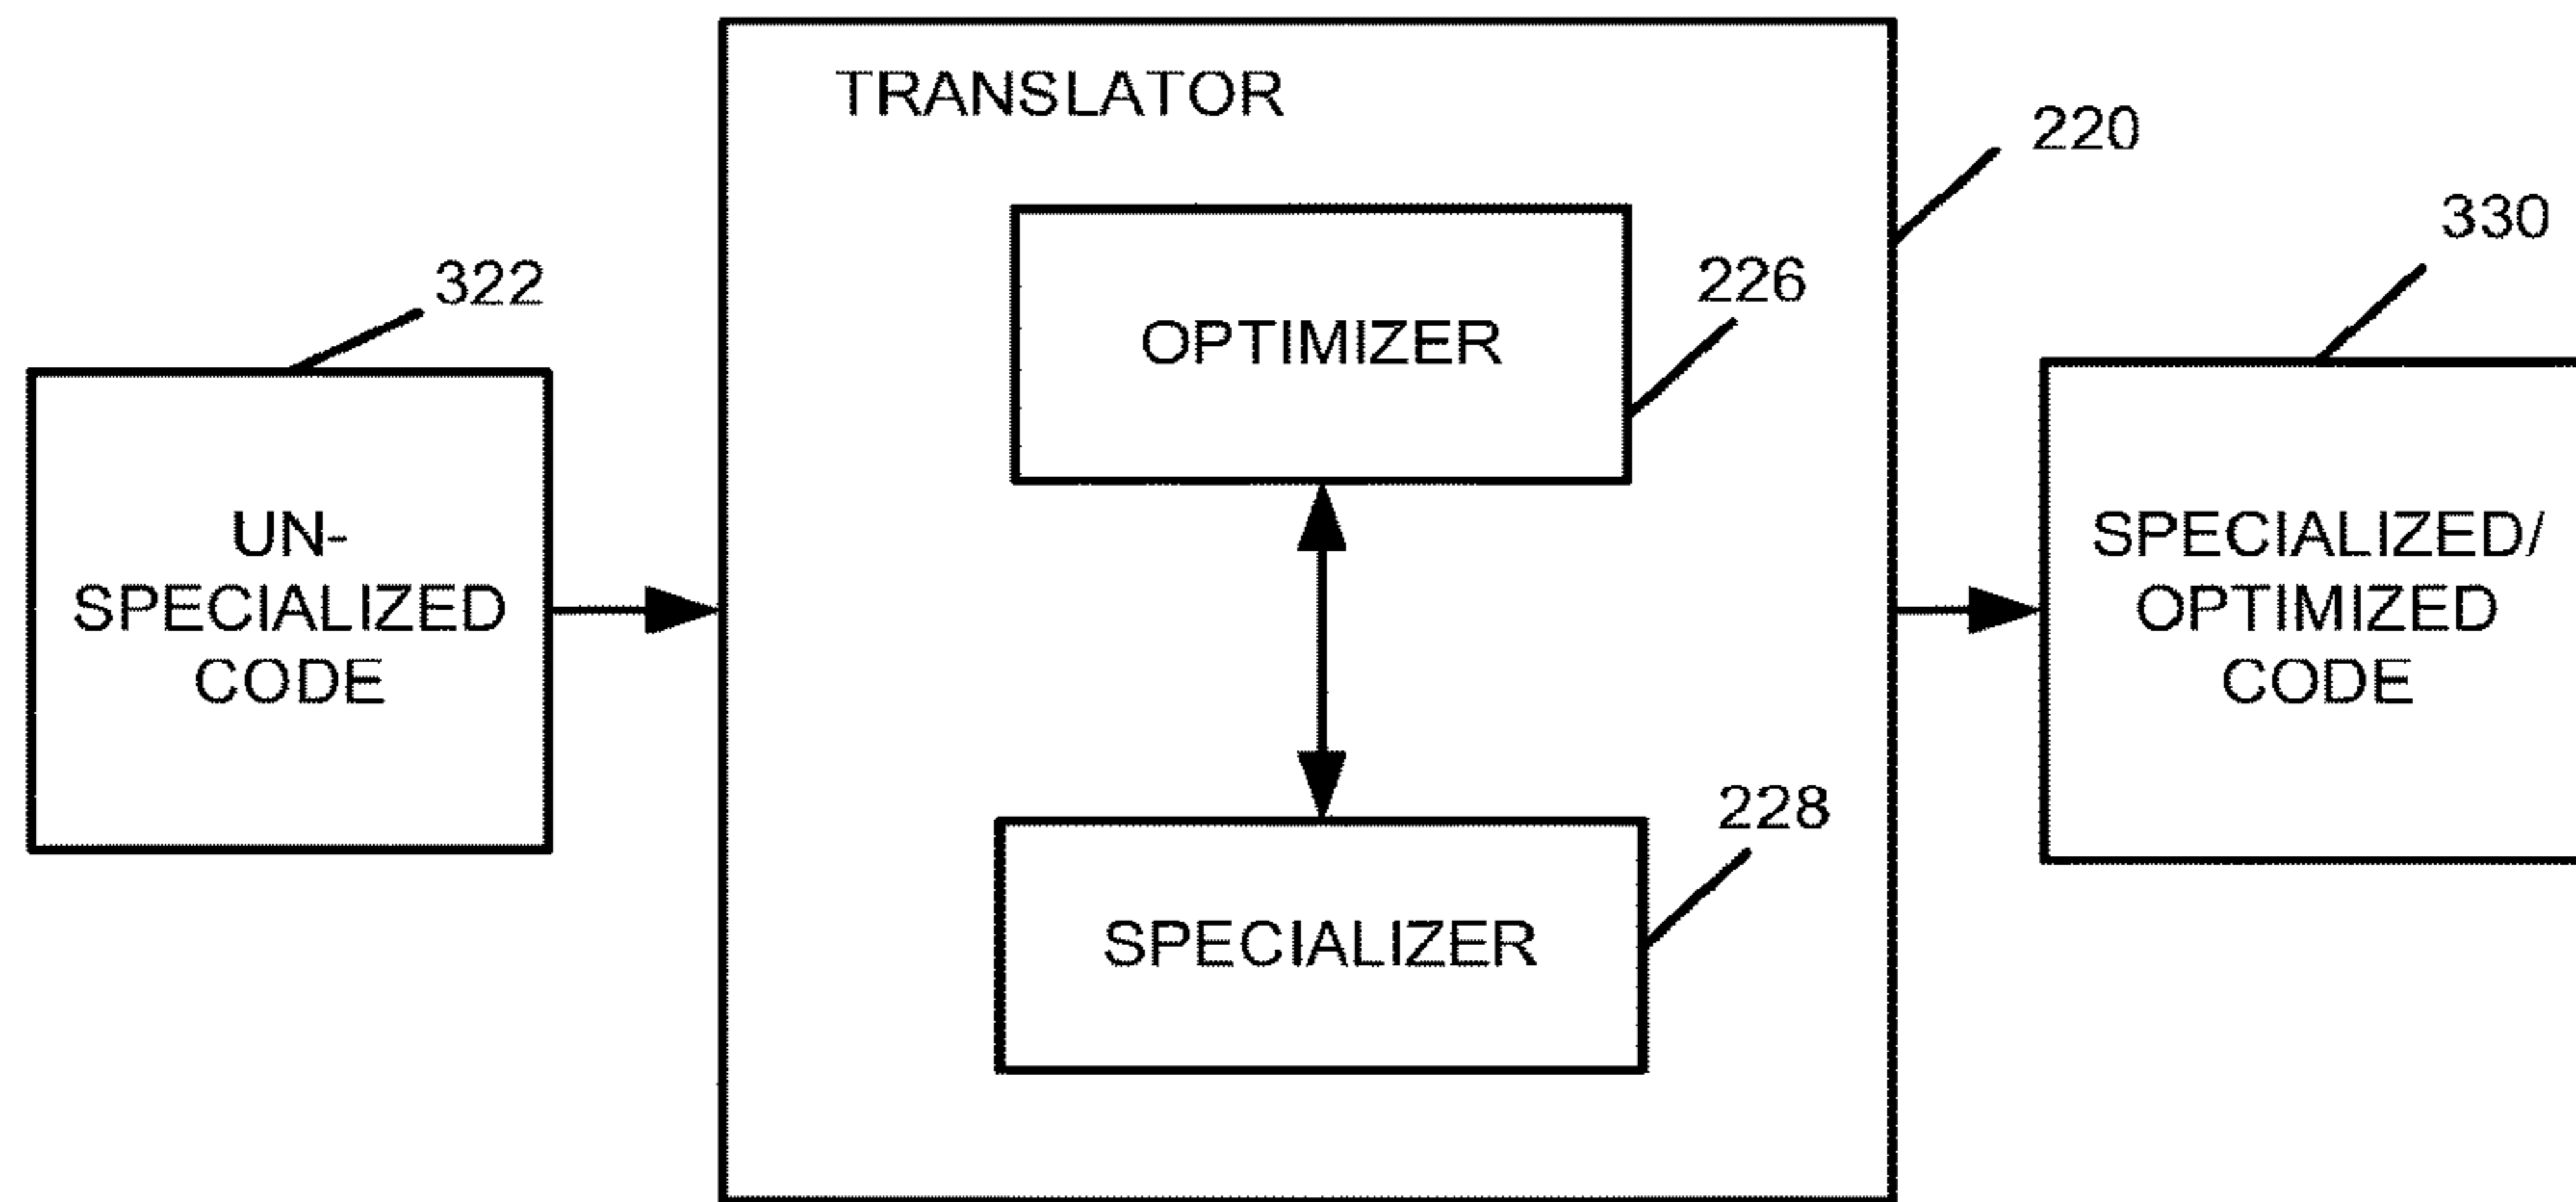 TRANSLATOR
220
330
322
226
OPTIMIZER
UN-
SPECIALIZED
CODE
SPECIALIZED/
OPTIMIZED
CODE
228
SPECIALIZER